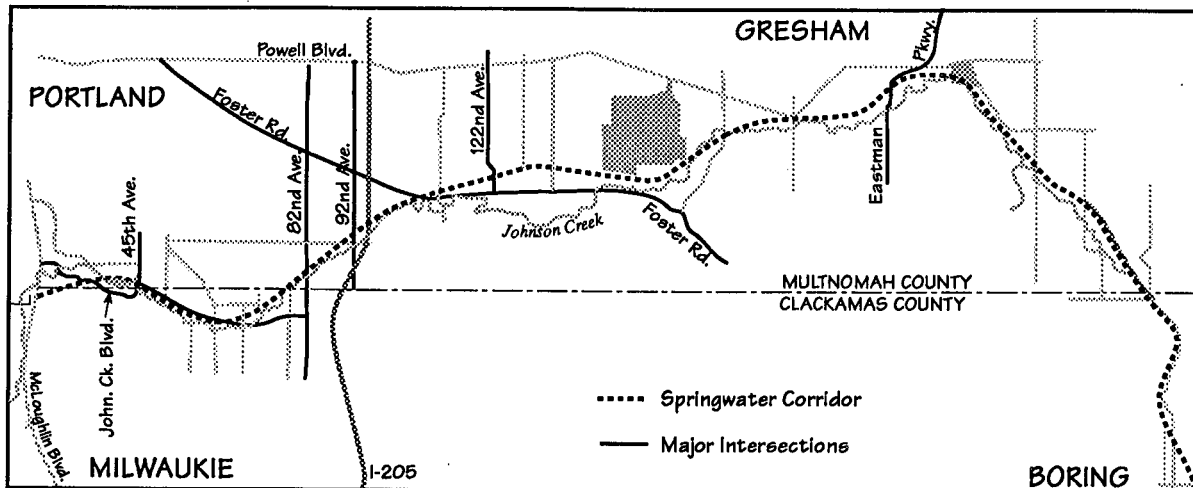 GRESHAM
Pkwy.
Powell Blvd.
PORTLAND
Foster Rd.
122nd Ave.
82nd Ave.
92nd Ave.
45th Ave.
Eastman
Johnson Creek
Foster Rd.
MULTNOMAH COUNTY
CLACKAMAS COUNTY
John. Ck. Blvd.
McLoughlin Blvd.
Springwater Corridor
Major Intersections
MILWAUKIE
I-205
BORING